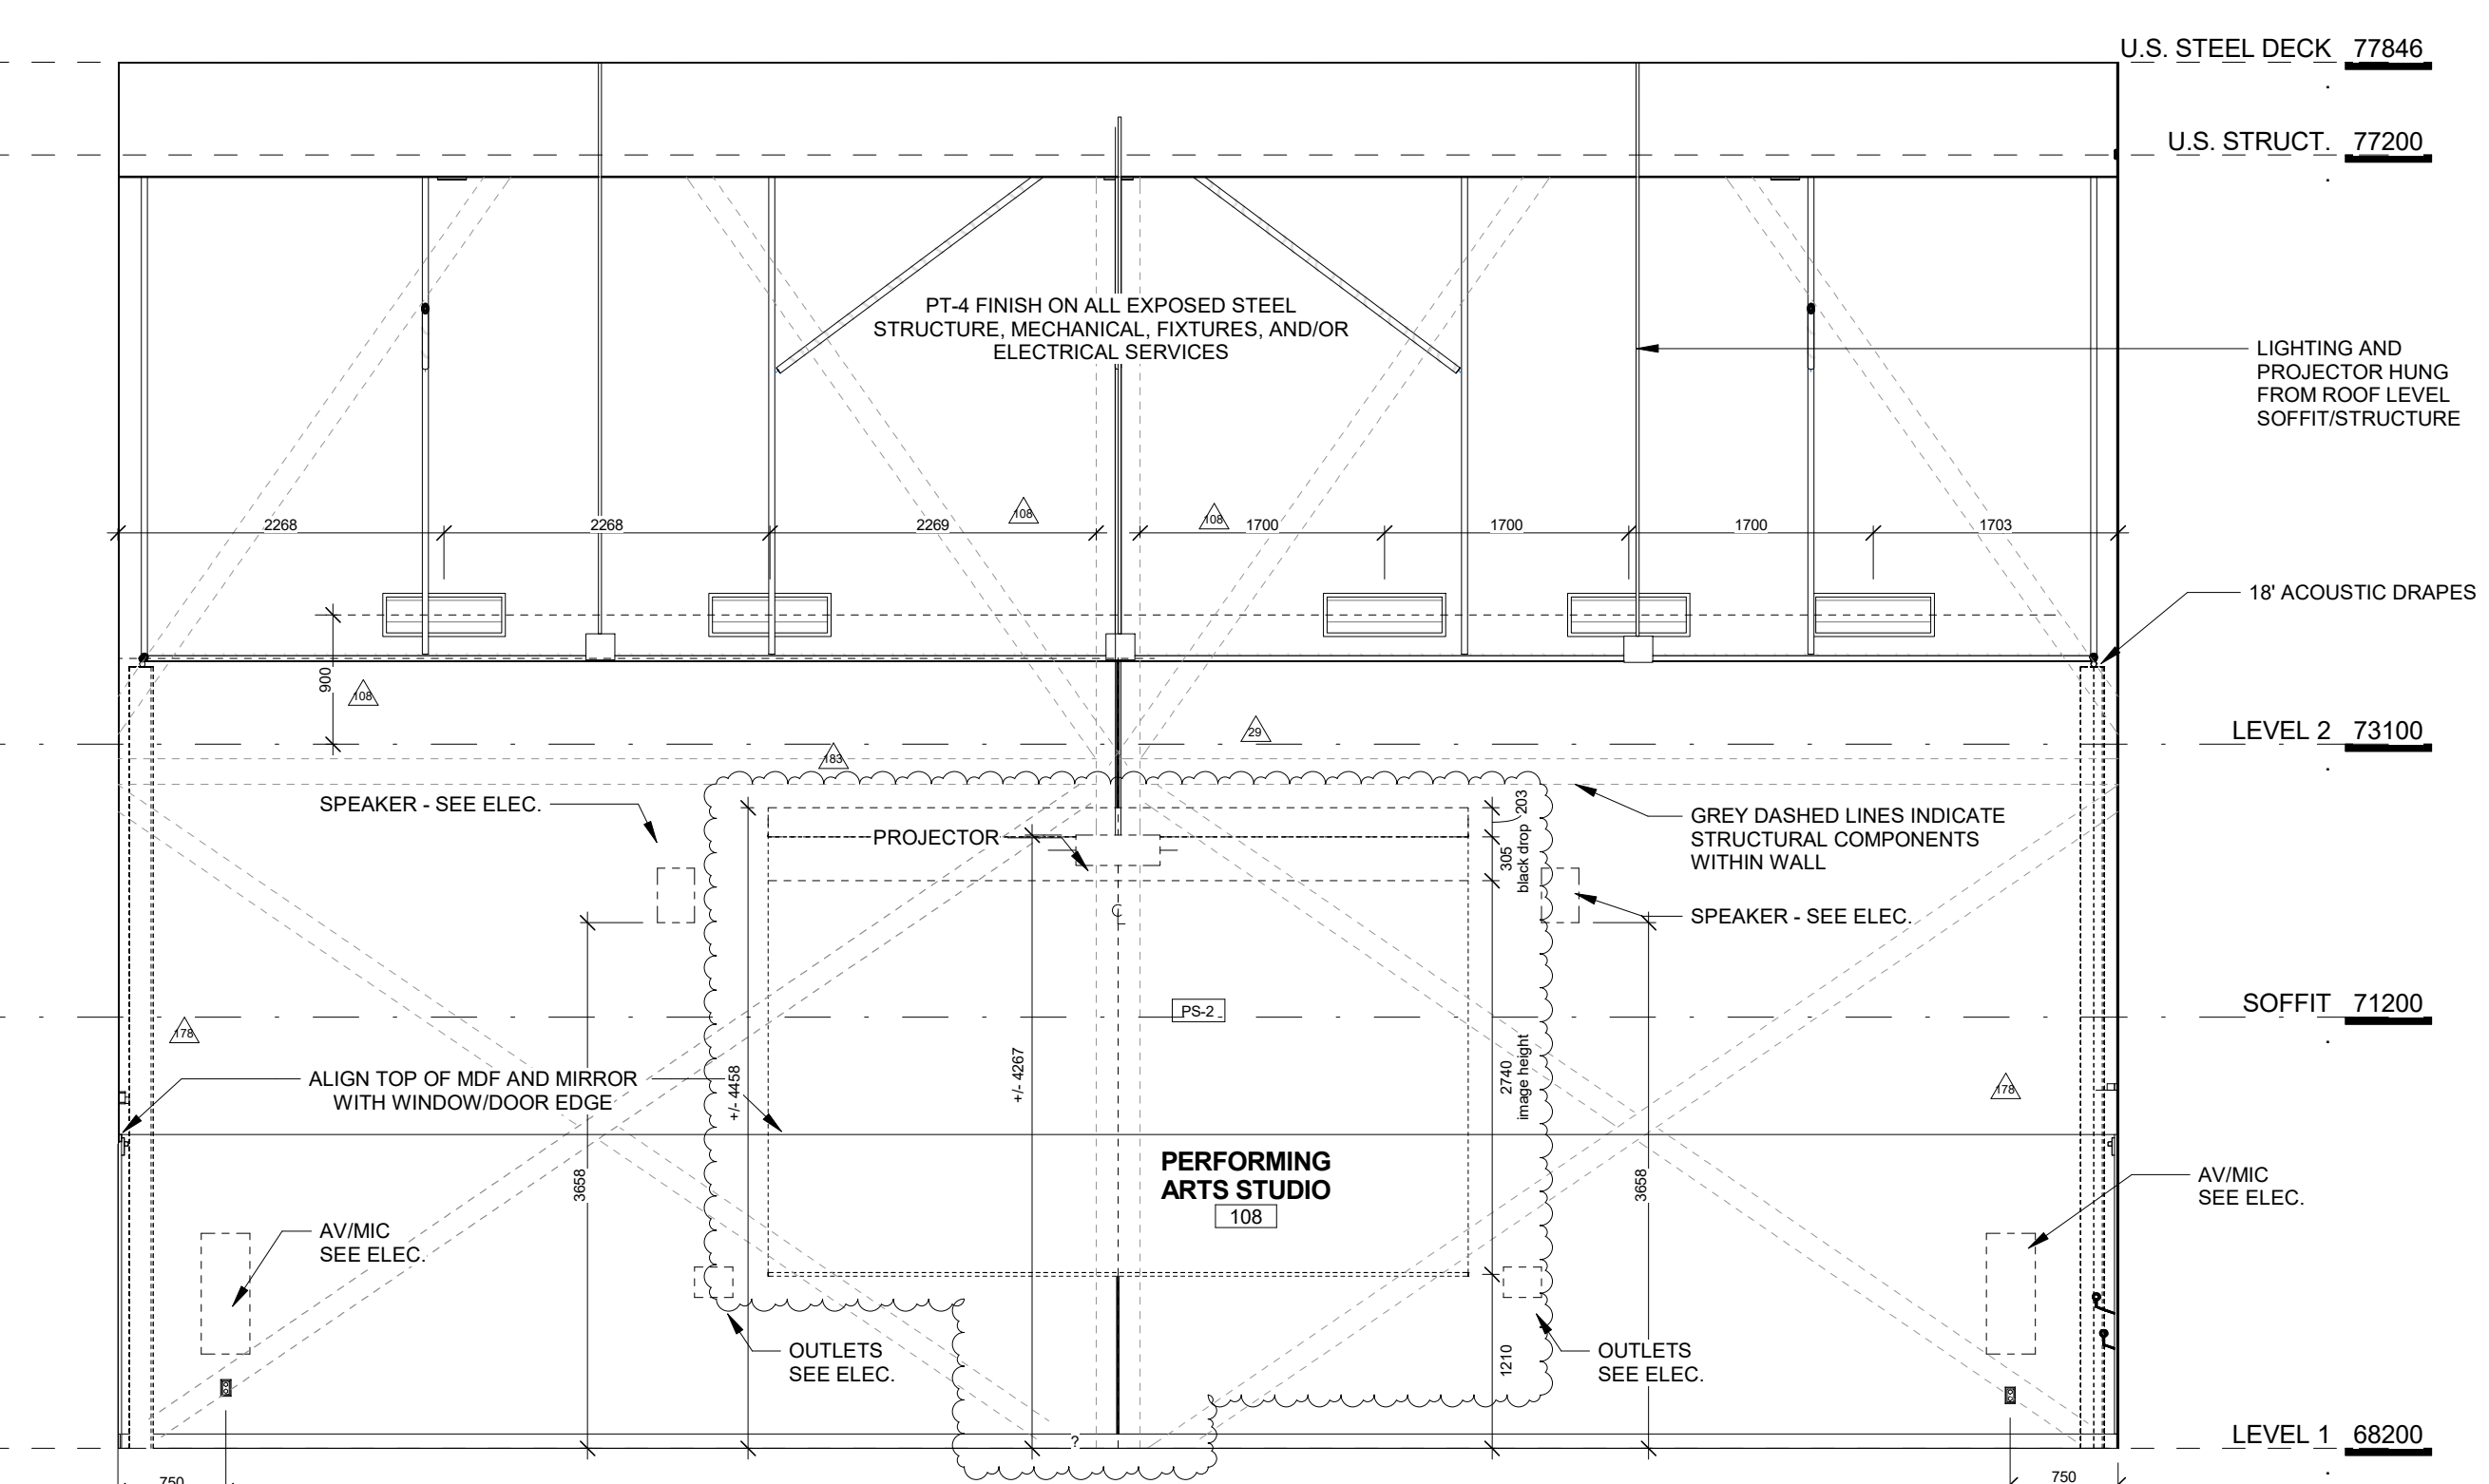 U.S. STEEL DECK 77846
U.S. STRUCT. 77200
PT-4 FINISH ON ALL EXPOSED STEEL
STRUCTURE, MECHANICAL, FIXTURES, AND/OR
ELECTRICAL SERVICES
LIGHTING AND
PROJECTOR HUNG
FROM ROOF LEVEL
SOFFIT/STRUCTURE
108
108
2268
2268
2269
1700
1700
1700
1703
18' ACOUSTIC DRAPES
900
108
29
LEVEL 2 73100
183
SPEAKER - SEE ELEC.
203
GREY DASHED LINES INDICATE
STRUCTURAL COMPONENTS
WITHIN WALL
PROJECTOR
305
black drop
SPEAKER - SEE ELEC.
PS-2
SOFFIT 71200
178
ALIGN TOP OF MDF AND MIRROR
WITH WINDOW/DOOR EDGE
+/- 4458
+/- 4267
2740
image height
178
PERFORMING
ARTS STUDIO
108
3658
3658
AV/MIC
SEE ELEC.
AV/MIC
SEE ELEC.
OUTLETS
SEE ELEC.
1210
OUTLETS
SEE ELEC.
?
LEVEL 1 68200
750
750